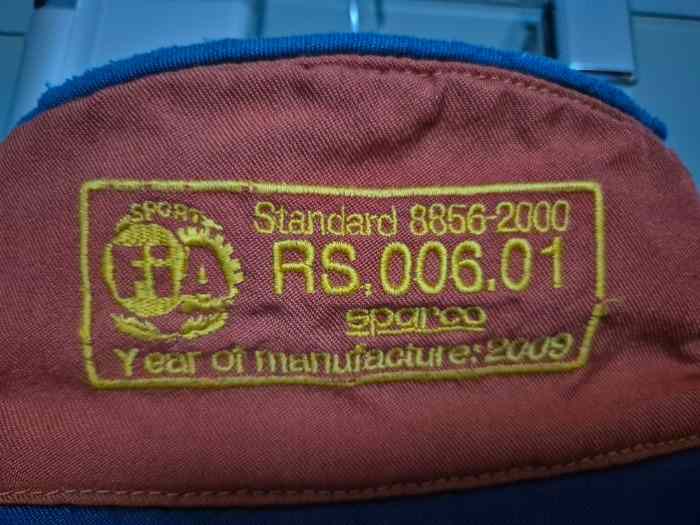 SPORT
FIA
Standard 8856-2000
RS.006.01
sparco
Year of manufacture: 2009